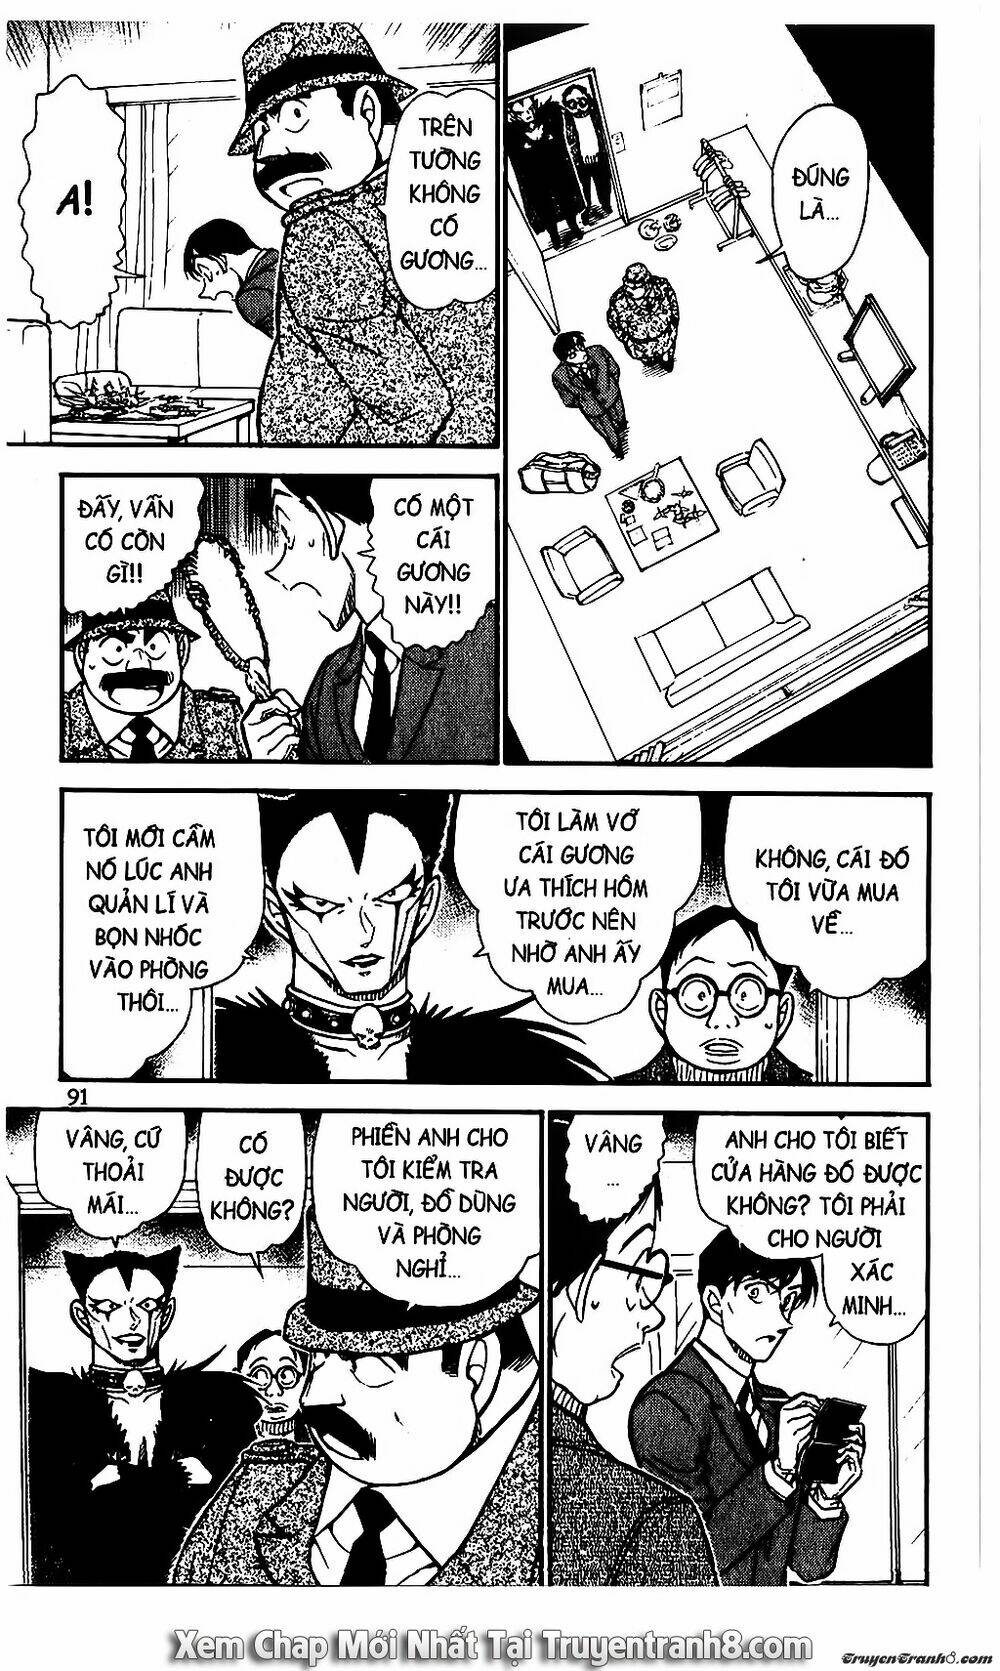 ĐÚNG
LÀ...
TRÊN
TƯỜNG
KHÔNG
CÓ
GƯƠNG...
A!
CÓ MỘT
CÁI
GƯƠNG
NÀY!!
ĐẤY, VẪN
CÓ CÒN
GÌ!!
KHÔNG, CÁI ĐÓ
TÔI VỪA MUA
VỀ...
TÔI LÀM VỠ
CÁI GƯƠNG
ƯA THÍCH HÔM
TRƯỚC NÊN
NHỜ ANH ẤY
MUA...
TÔI MỚI CẦM
NÓ LÚC ANH
QUẢN LÍ VÀ
BỌN NHÓC
VÀO PHÒNG
THÔI...
91
ANH CHO TÔI BIẾT
CỬA HÀNG ĐÓ ĐƯỢC
KHÔNG? TÔI PHẢI
CHO NGƯỜI
XÁC
MINH...
VÂNG
...
PHIỀN ANH CHO
TÔI KIỂM TRA
NGƯỜI, ĐỒ DÙNG
VÀ PHÒNG
NGHỈ...
CÓ
ĐƯỢC
KHÔNG?
VÂNG, CỨ
THOẢI
MÁI...
Xem Chap Mới Nhất Tại Truyentranh8.com
TruyenTranh8.com